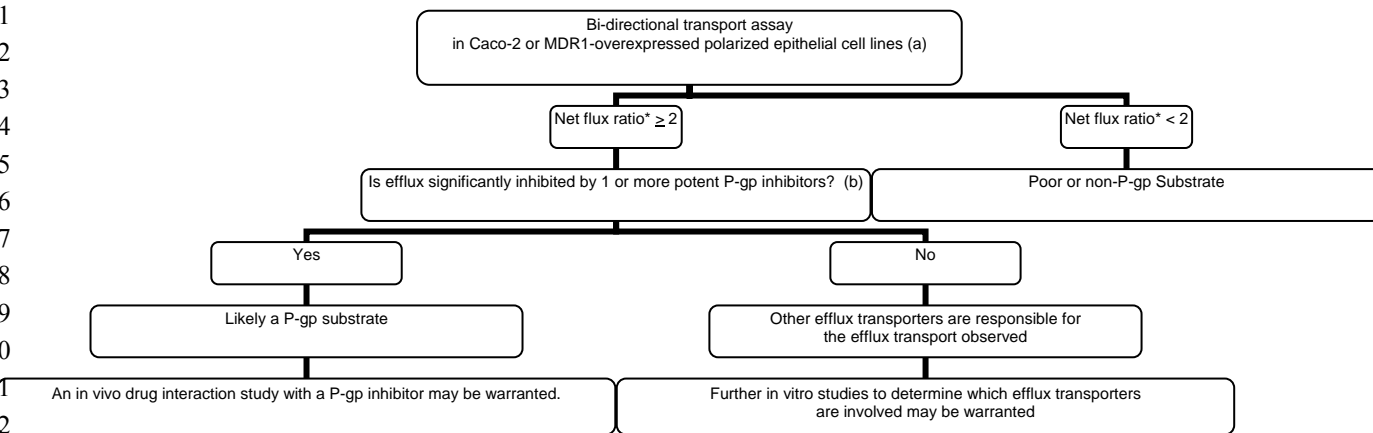 1
2
3
4
5
6
7
8
9
0
1
2
Bi-directional transport assay
in Caco-2 or MDR1-overexpressed polarized epithelial cell lines (a)
Net flux ratio* ≥ 2
Net flux ratio* < 2
Is efflux significantly inhibited by 1 or more potent P-gp inhibitors? (b)
Poor or non-P-gp Substrate
Yes
No
Likely a P-gp substrate
Other efflux transporters are responsible for
the efflux transport observed
An in vivo drug interaction study with a P-gp inhibitor may be warranted.
Further in vitro studies to determine which efflux transporters
are involved may be warranted